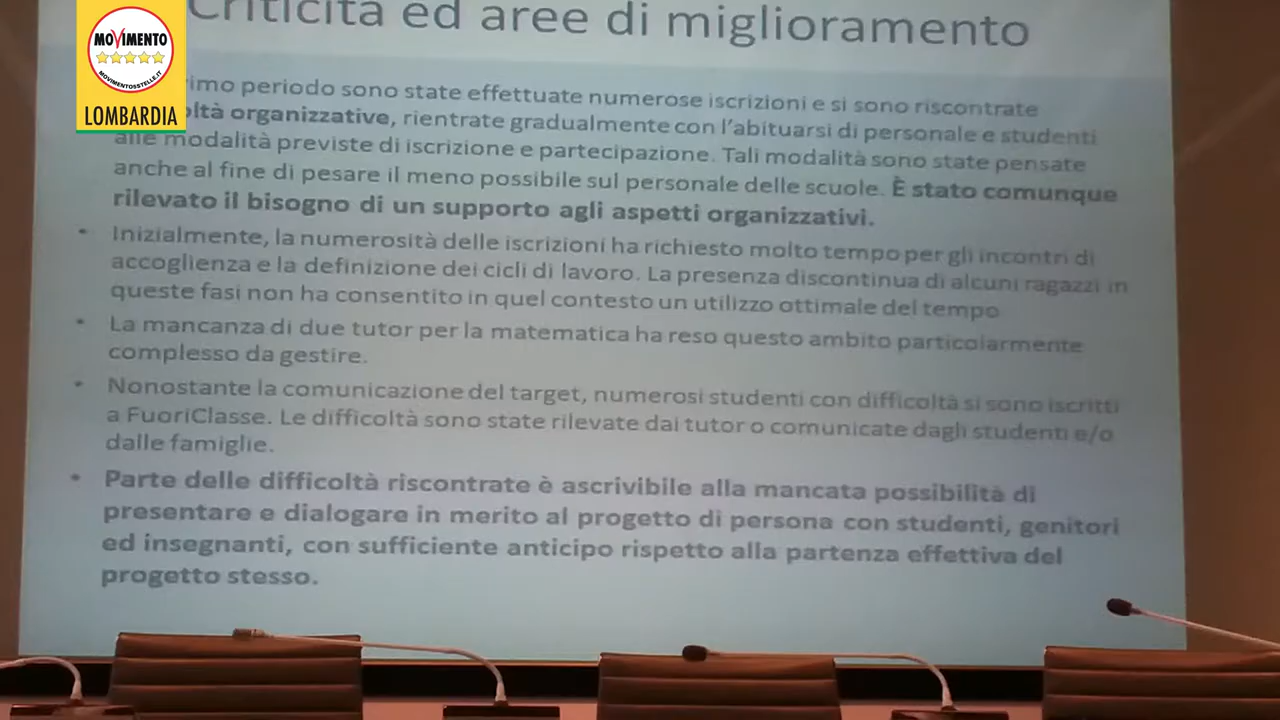 MOVIMENTO
MOVIMENTO5STELLE.IT
LOMBARDIA
Criticità ed aree di miglioramento
periodo sono state effettuate numerose iscrizioni e si sono riscontrate
organizzative, rientrate gradualmente con l'abituarsi di personale e studenti
alle modalità previste di iscrizione e partecipazione. Tali modalità sono state pensate
anche al fine di pesare il meno possibile sul personale delle scuole. È stato comunque
rilevato il bisogno di un supporto agli aspetti organizzativi.
• Inizialmente, la numerosità delle iscrizioni ha richiesto molto tempo per gli incontri di
accoglienza e la definizione dei cicli di lavoro. La presenza discontinua di alcuni ragazzi in
queste fasi non ha consentito in quel contesto un utilizzo ottimale del tempo
• La mancanza di due tutor per la matematica ha reso questo ambito particolarmente
complesso da gestire.
• Nonostante la comunicazione del target, numerosi studenti con difficoltà si sono iscritti
a FuoriClasse. Le difficoltà sono state rilevate dai tutor o comunicate dagli studenti e/o
dalle famiglie.
• Parte delle difficoltà riscontrate è ascrivibile alla mancata possibilità di
presentare e dialogare in merito al progetto di persona con studenti, genitori
ed insegnanti, con sufficiente anticipo rispetto alla partenza effettiva del
progetto stesso.